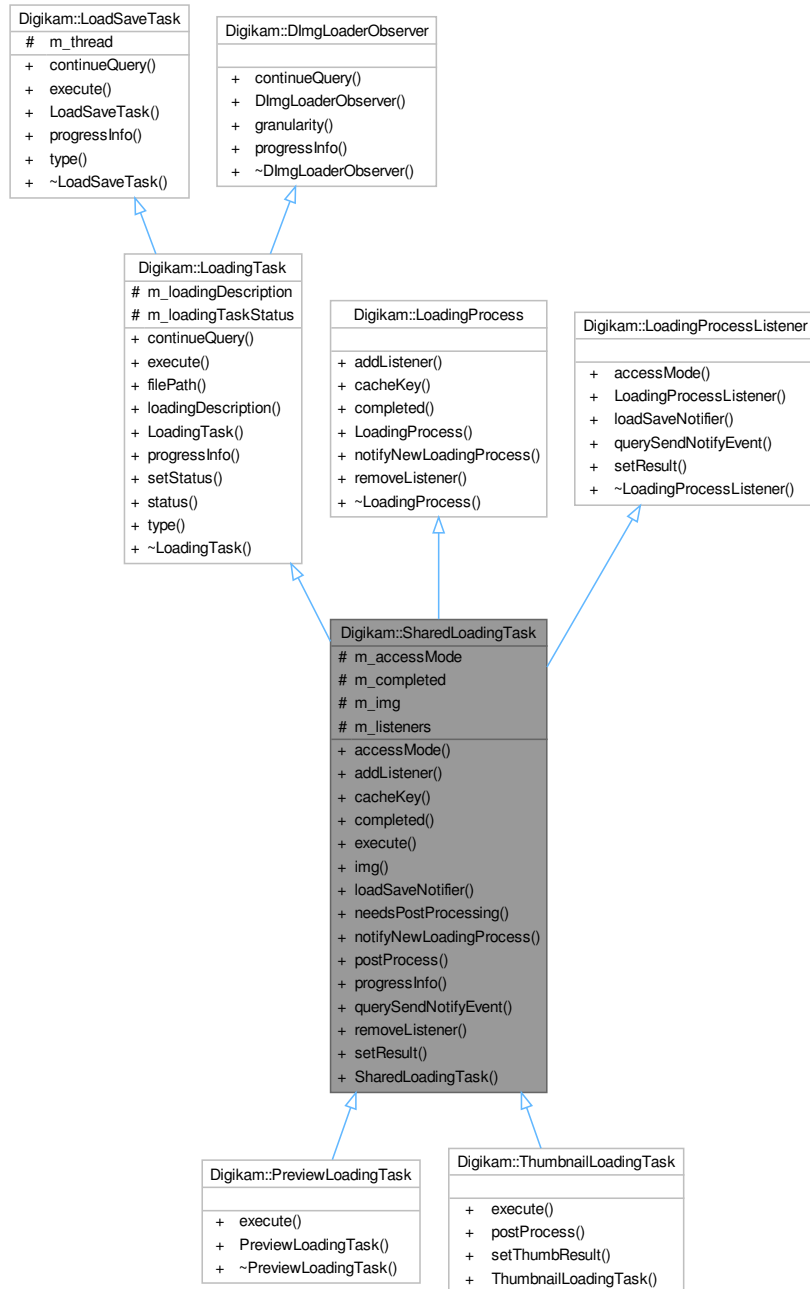 Digikam::LoadSaveTask
# m_thread
+ continueQuery()
+ execute()
+ LoadSaveTask()
+ progressInfo()
+ type()
+ ~LoadSaveTask()
Digikam::DImgLoaderObserver
+ continueQuery()
+ DImgLoaderObserver()
+ granularity()
+ progressInfo()
+ ~DImgLoaderObserver()
Digikam::LoadingTask
# m_loadingDescription
# m_loadingTaskStatus
+ continueQuery()
+ execute()
+ filePath()
+ loadingDescription()
+ LoadingTask()
+ progressInfo()
+ setStatus()
+ status()
+ type()
+ ~LoadingTask()
Digikam::LoadingProcess
+ addListener()
+ cacheKey()
+ completed()
+ LoadingProcess()
+ notifyNewLoadingProcess()
+ removeListener()
+ ~LoadingProcess()
Digikam::LoadingProcessListener
+ accessMode()
+ LoadingProcessListener()
+ loadSaveNotifier()
+ querySendNotifyEvent()
+ setResult()
+ ~LoadingProcessListener()
Digikam::SharedLoadingTask
# m_accessMode
# m_completed
# m_img
# m_listeners
+ accessMode()
+ addListener()
+ cacheKey()
+ completed()
+ execute()
+ img()
+ loadSaveNotifier()
+ needsPostProcessing()
+ notifyNewLoadingProcess()
+ postProcess()
+ progressInfo()
+ querySendNotifyEvent()
+ removeListener()
+ setResult()
+ SharedLoadingTask()
Digikam::PreviewLoadingTask
+ execute()
+ PreviewLoadingTask()
+ ~PreviewLoadingTask()
Digikam::ThumbnailLoadingTask
+ execute()
+ postProcess()
+ setThumbResult()
+ ThumbnailLoadingTask()